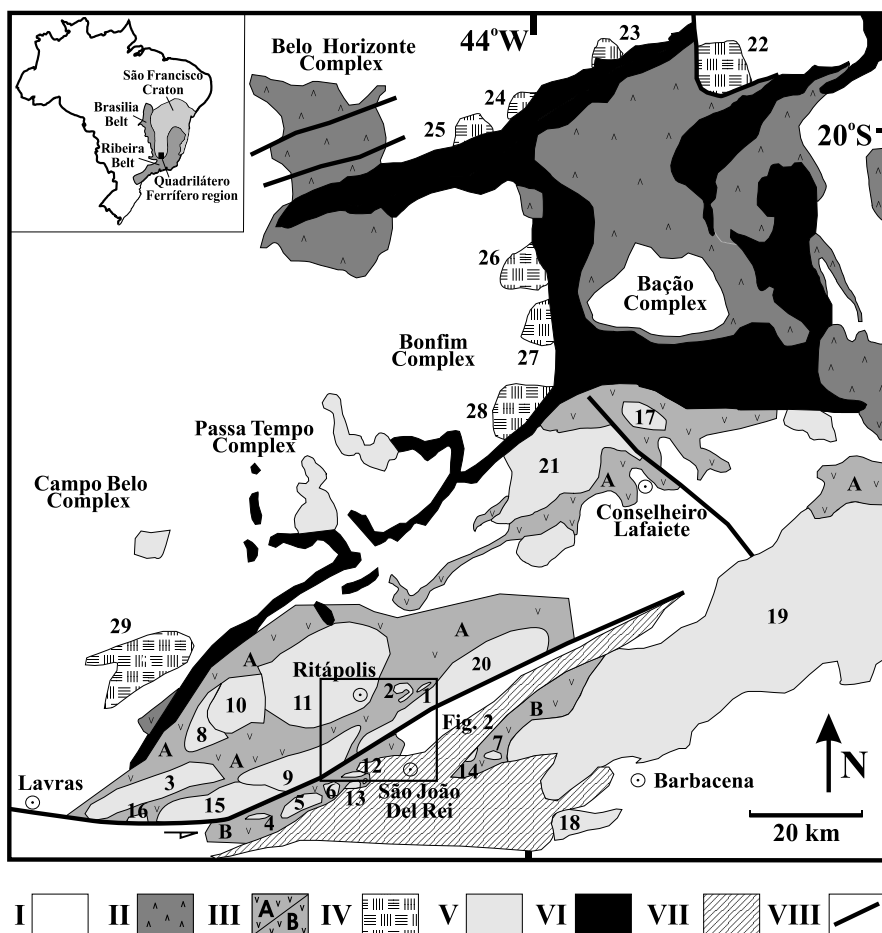 São Francisco
Craton
Brasilia
Belt
Ribeira
Belt
Quadrilátero
Ferrífero region
Belo Horizonte
Complex
44°W
23
22
24
25
20°S
26
Bação
Complex
Bonfim
Complex
27
28
17
Passa Tempo
Complex
21
A
A
Campo Belo
Complex
Conselheiro
Lafaiete
29
19
A
A
20
Ritápolis
2
1
10
11
B
8
Fig. 2
A
A
7
12
14
3
9
Lavras
6
13
São João
Del Rei
Barbacena
N
16
15
5
4
B
18
20 km
I II III A B IV V VI VII VIII